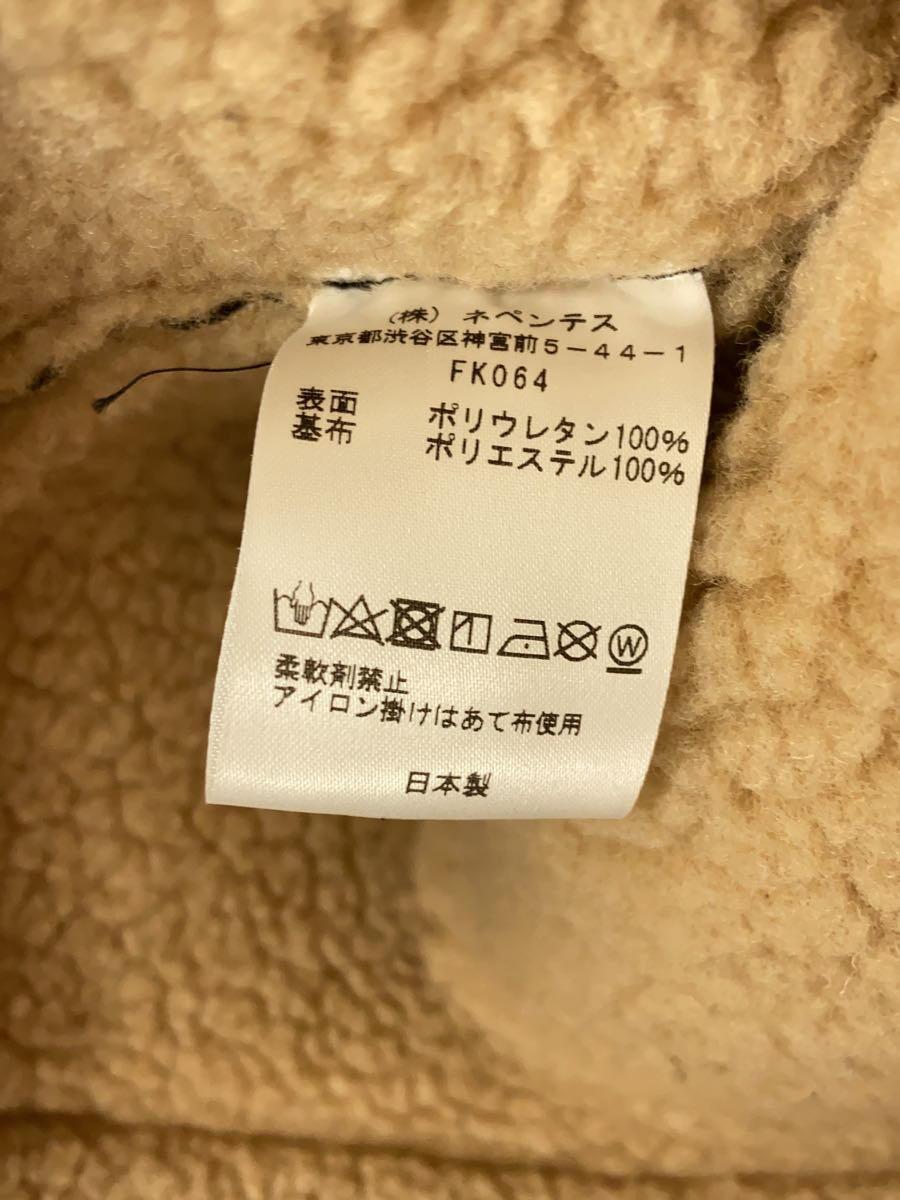 (株) ネペンテス
東京都渋谷区神宮前5-44-1
FK064
表面 ポリウレタン100%
基布 ポリエステル100%
W
柔軟剤禁止
アイロン掛けはあて布使用
日本製